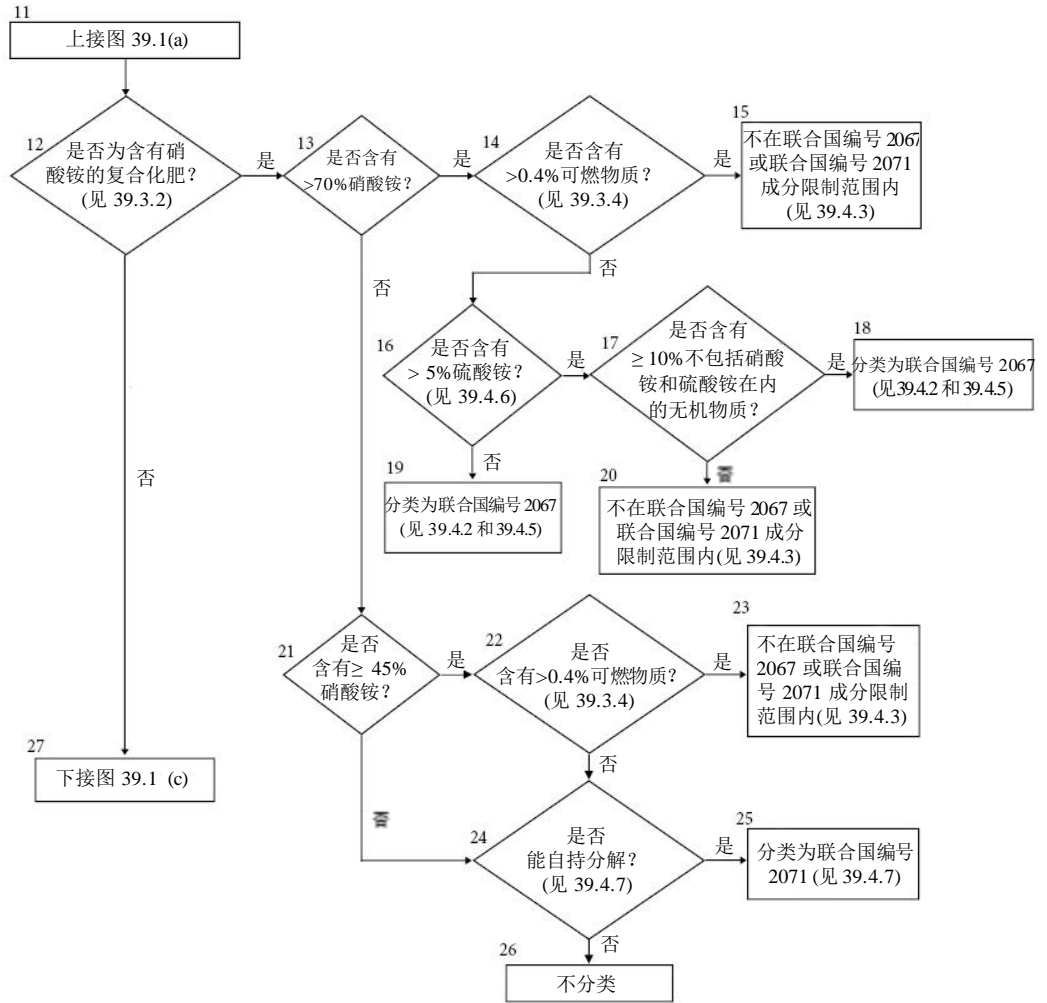 11
上接图 39.1(a)
12
是否为含有硝
酸铵的复合化肥?
(见 39.3.2)
是
13
是否含有
>70%硝酸铵?
是
14
是否含有
>0.4%可燃物质?
(见 39.3.4)
是
15
不在联合国编号 2067
或联合国编号 2071
成分限制范围内
(见 39.4.3)
否
否
16
是否含有
> 5%硫酸铵?
(见 39.4.6)
是
17
是否含有
≥ 10%不包括硝酸
铵和硫酸铵在内
的无机物质?
是
18
分类为联合国编号 2067
(见39.4.2 和39.4.5)
否
否
否
19
分类为联合国编号 2067
(见 39.4.2 和39.4.5)
20
不在联合国编号 2067 或
联合国编号 2071 成分
限制范围内(见 39.4.3)
21
是否
含有≥ 45%
硝酸铵?
是
22
是否
含有>0.4%可燃物质?
(见 39.3.4)
是
23
不在联合国编号
2067 或联合国编
号 2071 成分限制
范围内(见 39.4.3)
27
下接图 39.1 (c)
否
否
24
是否
能自持分解?
(见 39.4.7)
是
25
分类为联合国编号
2071 (见 39.4.7)
否
26
不分类